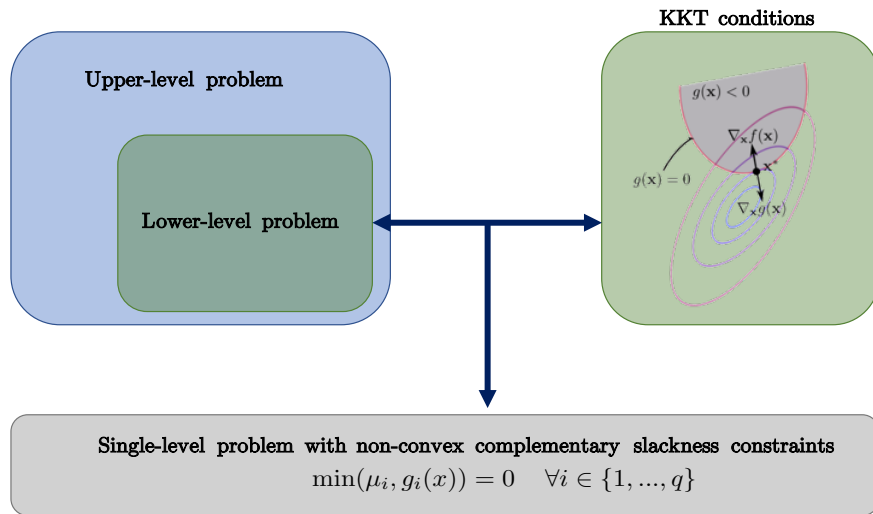 KKT conditions
Upper-level problem
Lower-level problem
g(𝐱) < 0
∇ₓf(𝐱)
𝐱*
g(𝐱) = 0
∇ₓg(𝐱)
Single-level problem with non-convex complementary slackness constraints
min(μᵢ, gᵢ(x)) = 0 ∀i ∈ {1, ..., q}